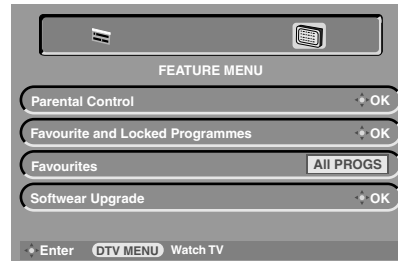 FEATURE MENU
Parental Control OK
Favourite and Locked Programmes OK
Favourites All PROGS
Softwear Upgrade OK
Enter DTV MENU Watch TV